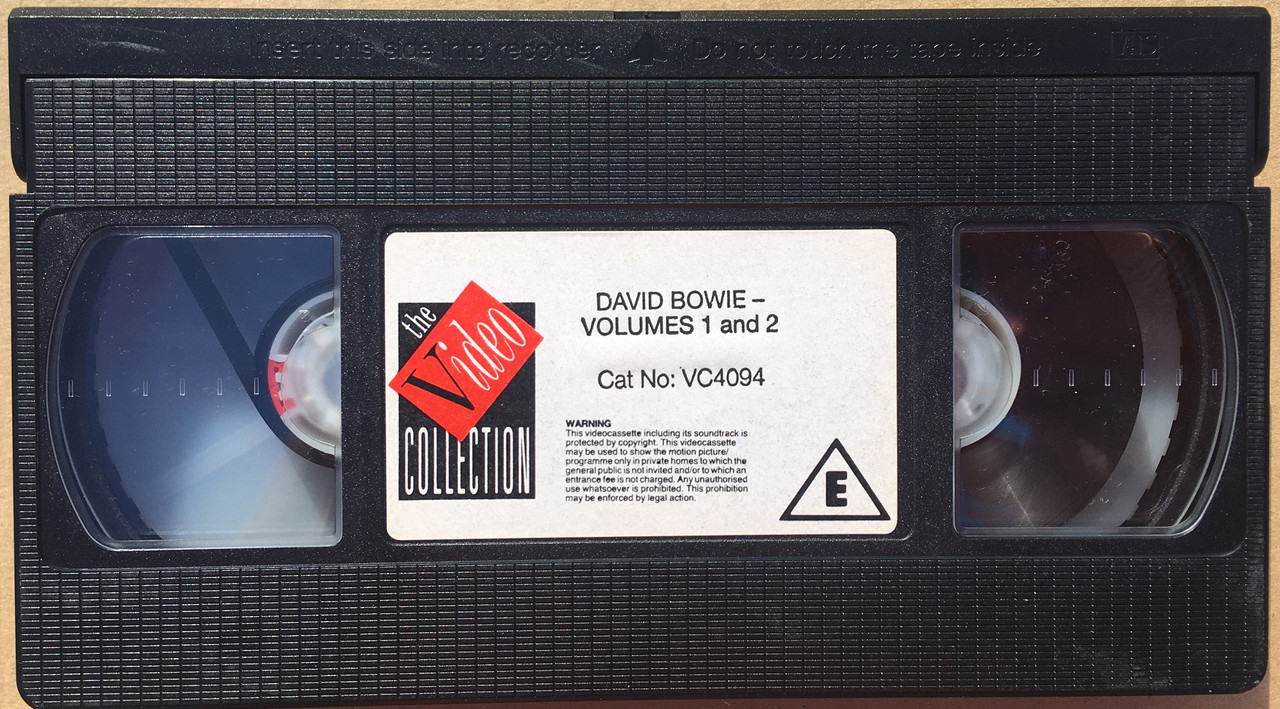 Insert this side into recorder Do not touch the tape inside
the
Video
COLLECTION
DAVID BOWIE –
VOLUMES 1 and 2
Cat No: VC4094
WARNING
This videocassette including its soundtrack is
protected by copyright. This videocassette
may be used to show the motion picture/
programme only in private homes to which the
general public is not invited and/or to which an
entrance fee is not charged. Any unauthorised
use whatsoever is prohibited. This prohibition
may be enforced by legal action.
E